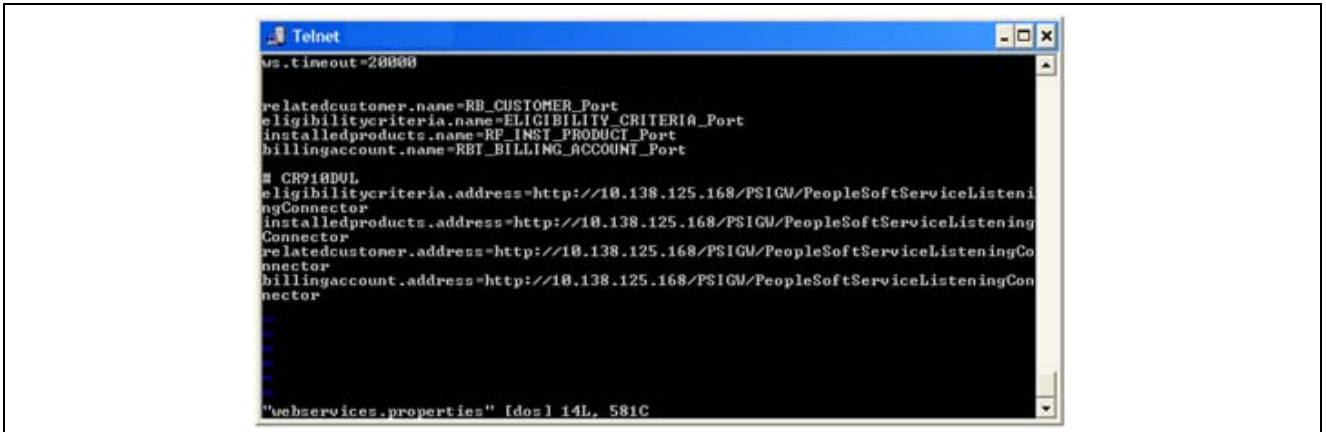 Telnet
ws.timeout=20000
relatedcustomer.name=RB_CUSTOMER_Port
eligibilitycriteria.name=ELIGIBILITY_CRITERIA_Port
installedproducts.name=RF_INST_PRODUCT_Port
billingaccount.name=RBT_BILLING_ACCOUNT_Port
# CR910DVL
eligibilitycriteria.address=http://10.138.125.168/PSIGW/PeopleSoftServiceListeni
ngConnector
installedproducts.address=http://10.138.125.168/PSIGW/PeopleSoftServiceListening
Connector
relatedcustomer.address=http://10.138.125.168/PSIGW/PeopleSoftServiceListeningCo
nnector
billingaccount.address=http://10.138.125.168/PSIGW/PeopleSoftServiceListeningCon
nector
~
~
~
~
~
"webservices.properties" [dos] 14L, 581C